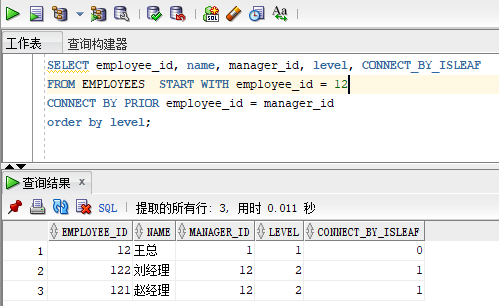 SQL Aa
工作表 查询构建器
SELECT employee_id, name, manager_id, level, CONNECT_BY_ISLEAF
FROM EMPLOYEES START WITH employee_id = 12
CONNECT BY PRIOR employee_id = manager_id
order by level;
查询结果 x
SQL | 提取的所有行: 3, 用时 0.011 秒
EMPLOYEE_ID NAME MANAGER_ID LEVEL CONNECT_BY_ISLEAF
1 12 王总 1 1 0
2 122 刘经理 12 2 1
3 121 赵经理 12 2 1